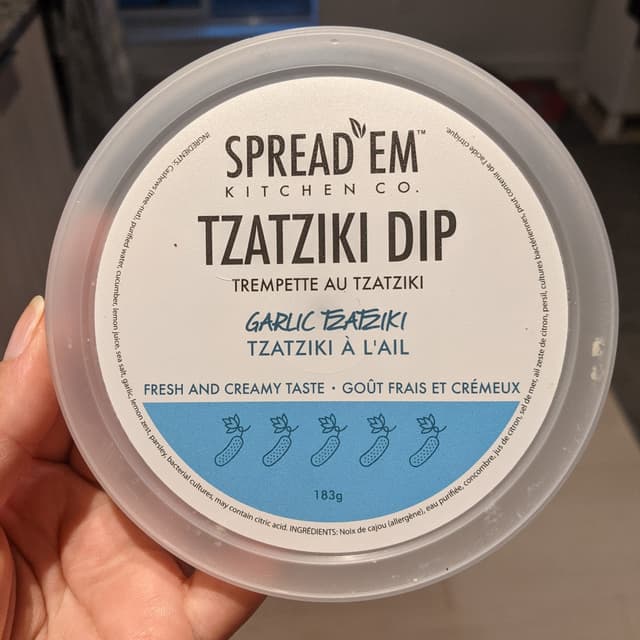 SPREAD'EM™
KITCHEN CO.
TZATZIKI DIP
TREMPETTE AU TZATZIKI
GARLIC TZATZIKI
TZATZIKI À L'AIL
FRESH AND CREAMY TASTE · GOÛT FRAIS ET CRÉMEUX
183g
INGREDIENTS: Cashews (tree nut), purified water, cucumber, lemon juice, sea salt, garlic, lemon zest, parsley, bacterial cultures, may contain citric acid. INGRÉDIENTS: Noix de cajou (allergène), eau purifiée, concombre, jus de citron, sel de mer, ail zeste de citron, persil, cultures bactériennes, peut contenir de l'acide citrique.